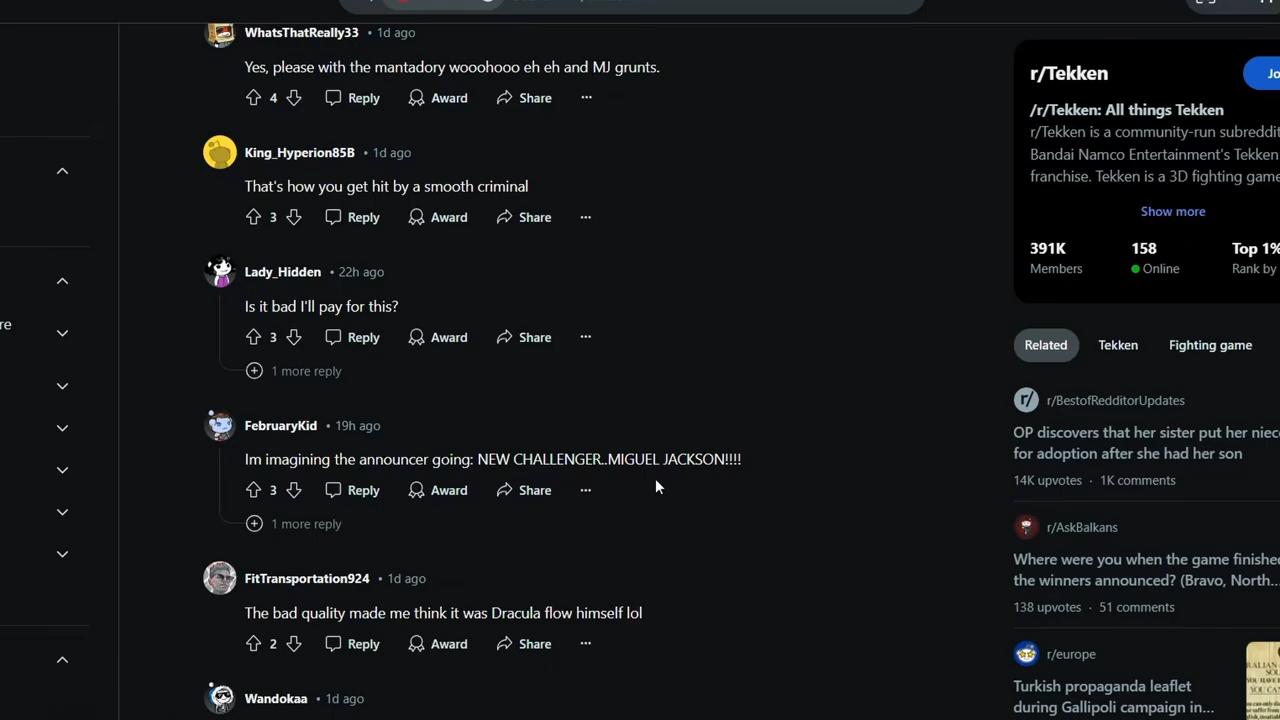 WhatsThatReally33 • 1d ago
Yes, please with the mantadory wooohooo eh eh and MJ grunts.
4 Reply Award Share ...
King_Hyperion85B • 1d ago
That's how you get hit by a smooth criminal
3 Reply Award Share ...
Lady_Hidden • 22h ago
Is it bad I'll pay for this?
3 Reply Award Share ...
1 more reply
FebruaryKid • 19h ago
Im imagining the announcer going: NEW CHALLENGER..MIGUEL JACKSON!!!!
3 Reply Award Share ...
1 more reply
FitTransportation924 • 1d ago
The bad quality made me think it was Dracula flow himself lol
2 Reply Award Share ...
Wandokaa • 1d ago
re
r/Tekken
Jo
/r/Tekken: All things Tekken
r/Tekken is a community-run subreddit
Bandai Namco Entertainment's Tekken
franchise. Tekken is a 3D fighting game
Show more
391K 158 Top 1%
Members Online Rank by
Related Tekken Fighting game
r/ r/BestofRedditorUpdates
OP discovers that her sister put her niece
for adoption after she had her son
14K upvotes · 1K comments
r/AskBalkans
Where were you when the game finished
the winners announced? (Bravo, North...
138 upvotes · 51 comments
r/europe
Turkish propaganda leaflet
during Gallipoli campaign in...